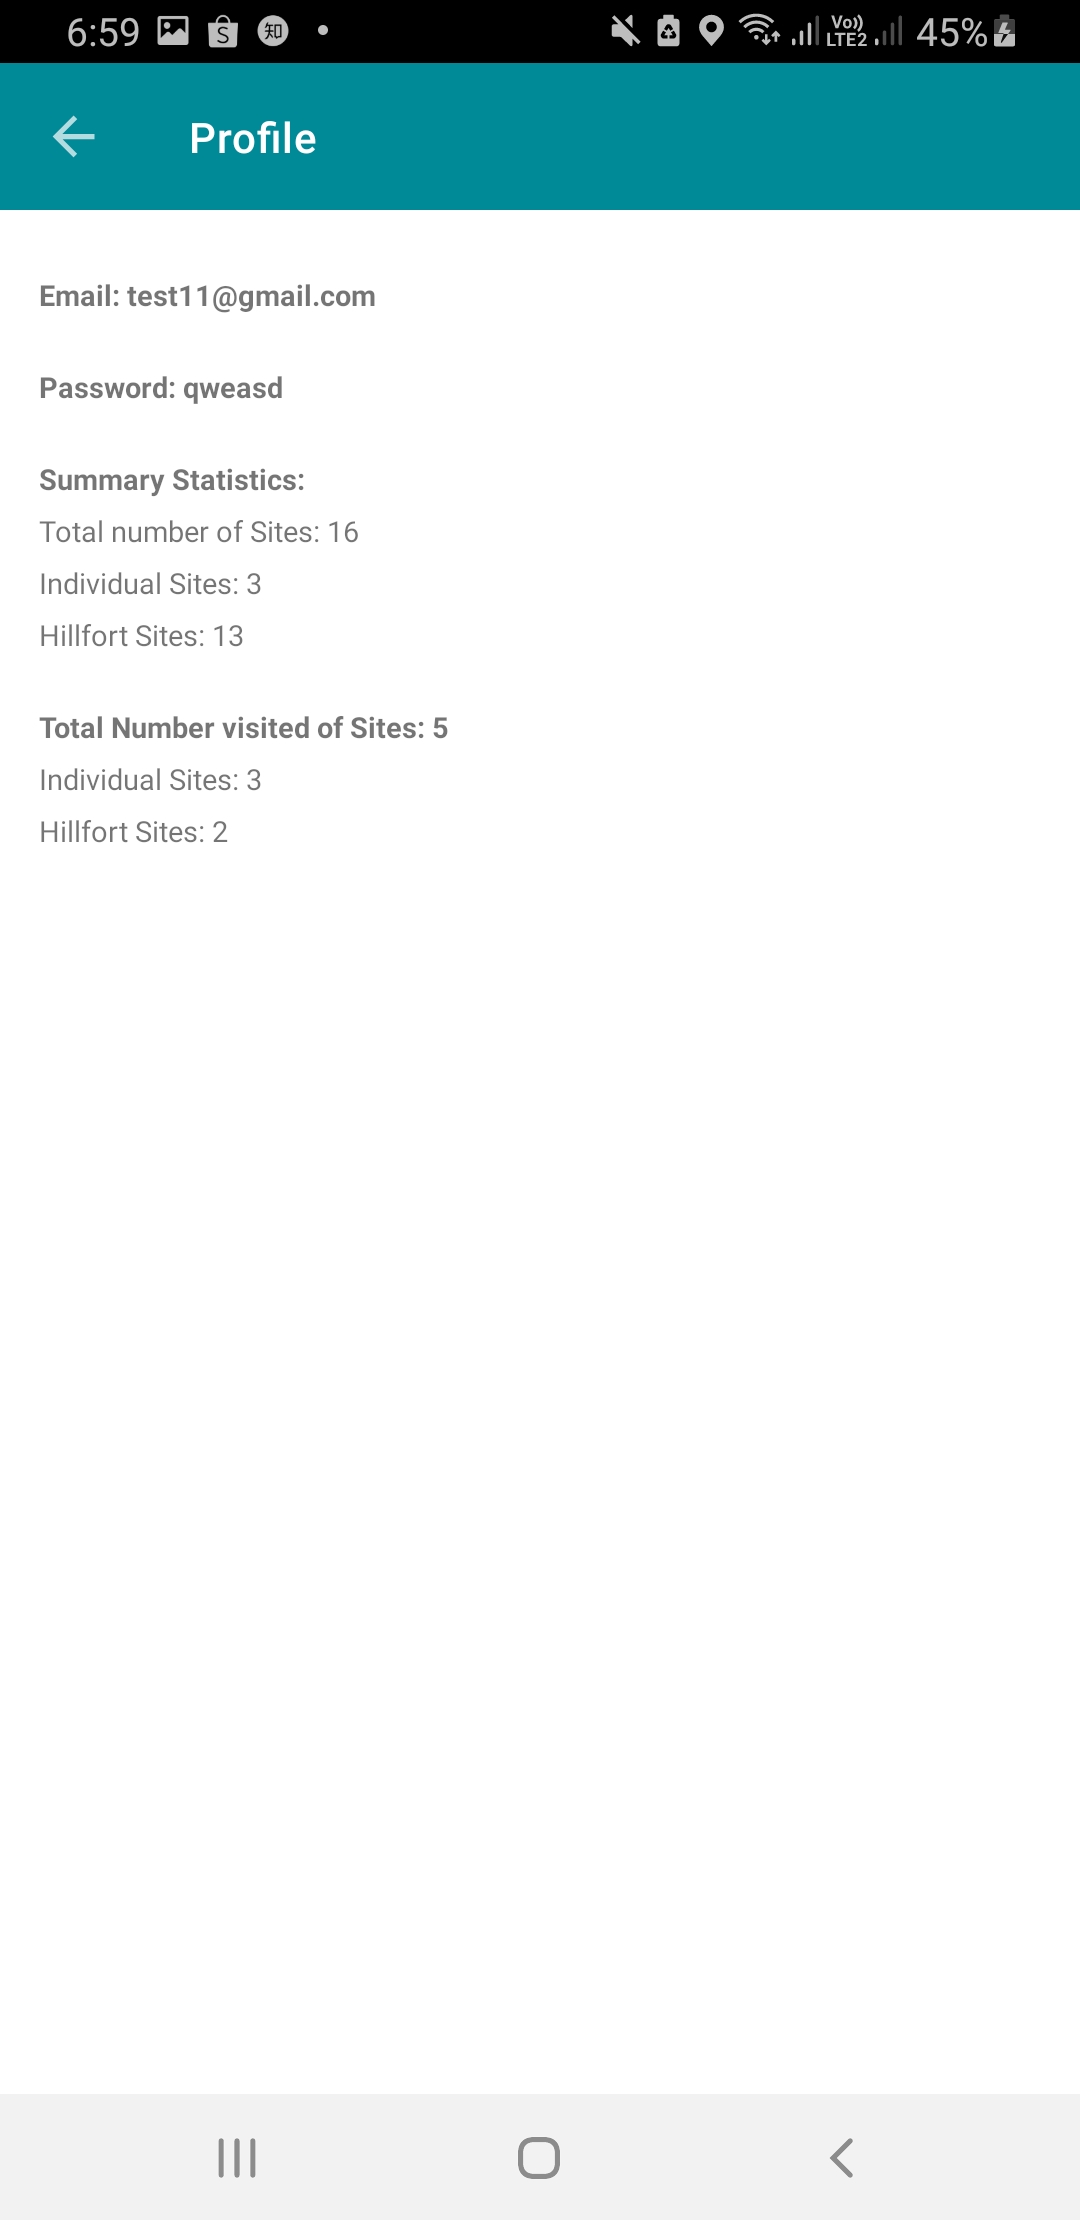 6:59 S 知 Vo)) LTE2 45%
Profile
Email: test11@gmail.com
Password: qweasd
Summary Statistics:
Total number of Sites: 16
Individual Sites: 3
Hillfort Sites: 13
Total Number visited of Sites: 5
Individual Sites: 3
Hillfort Sites: 2